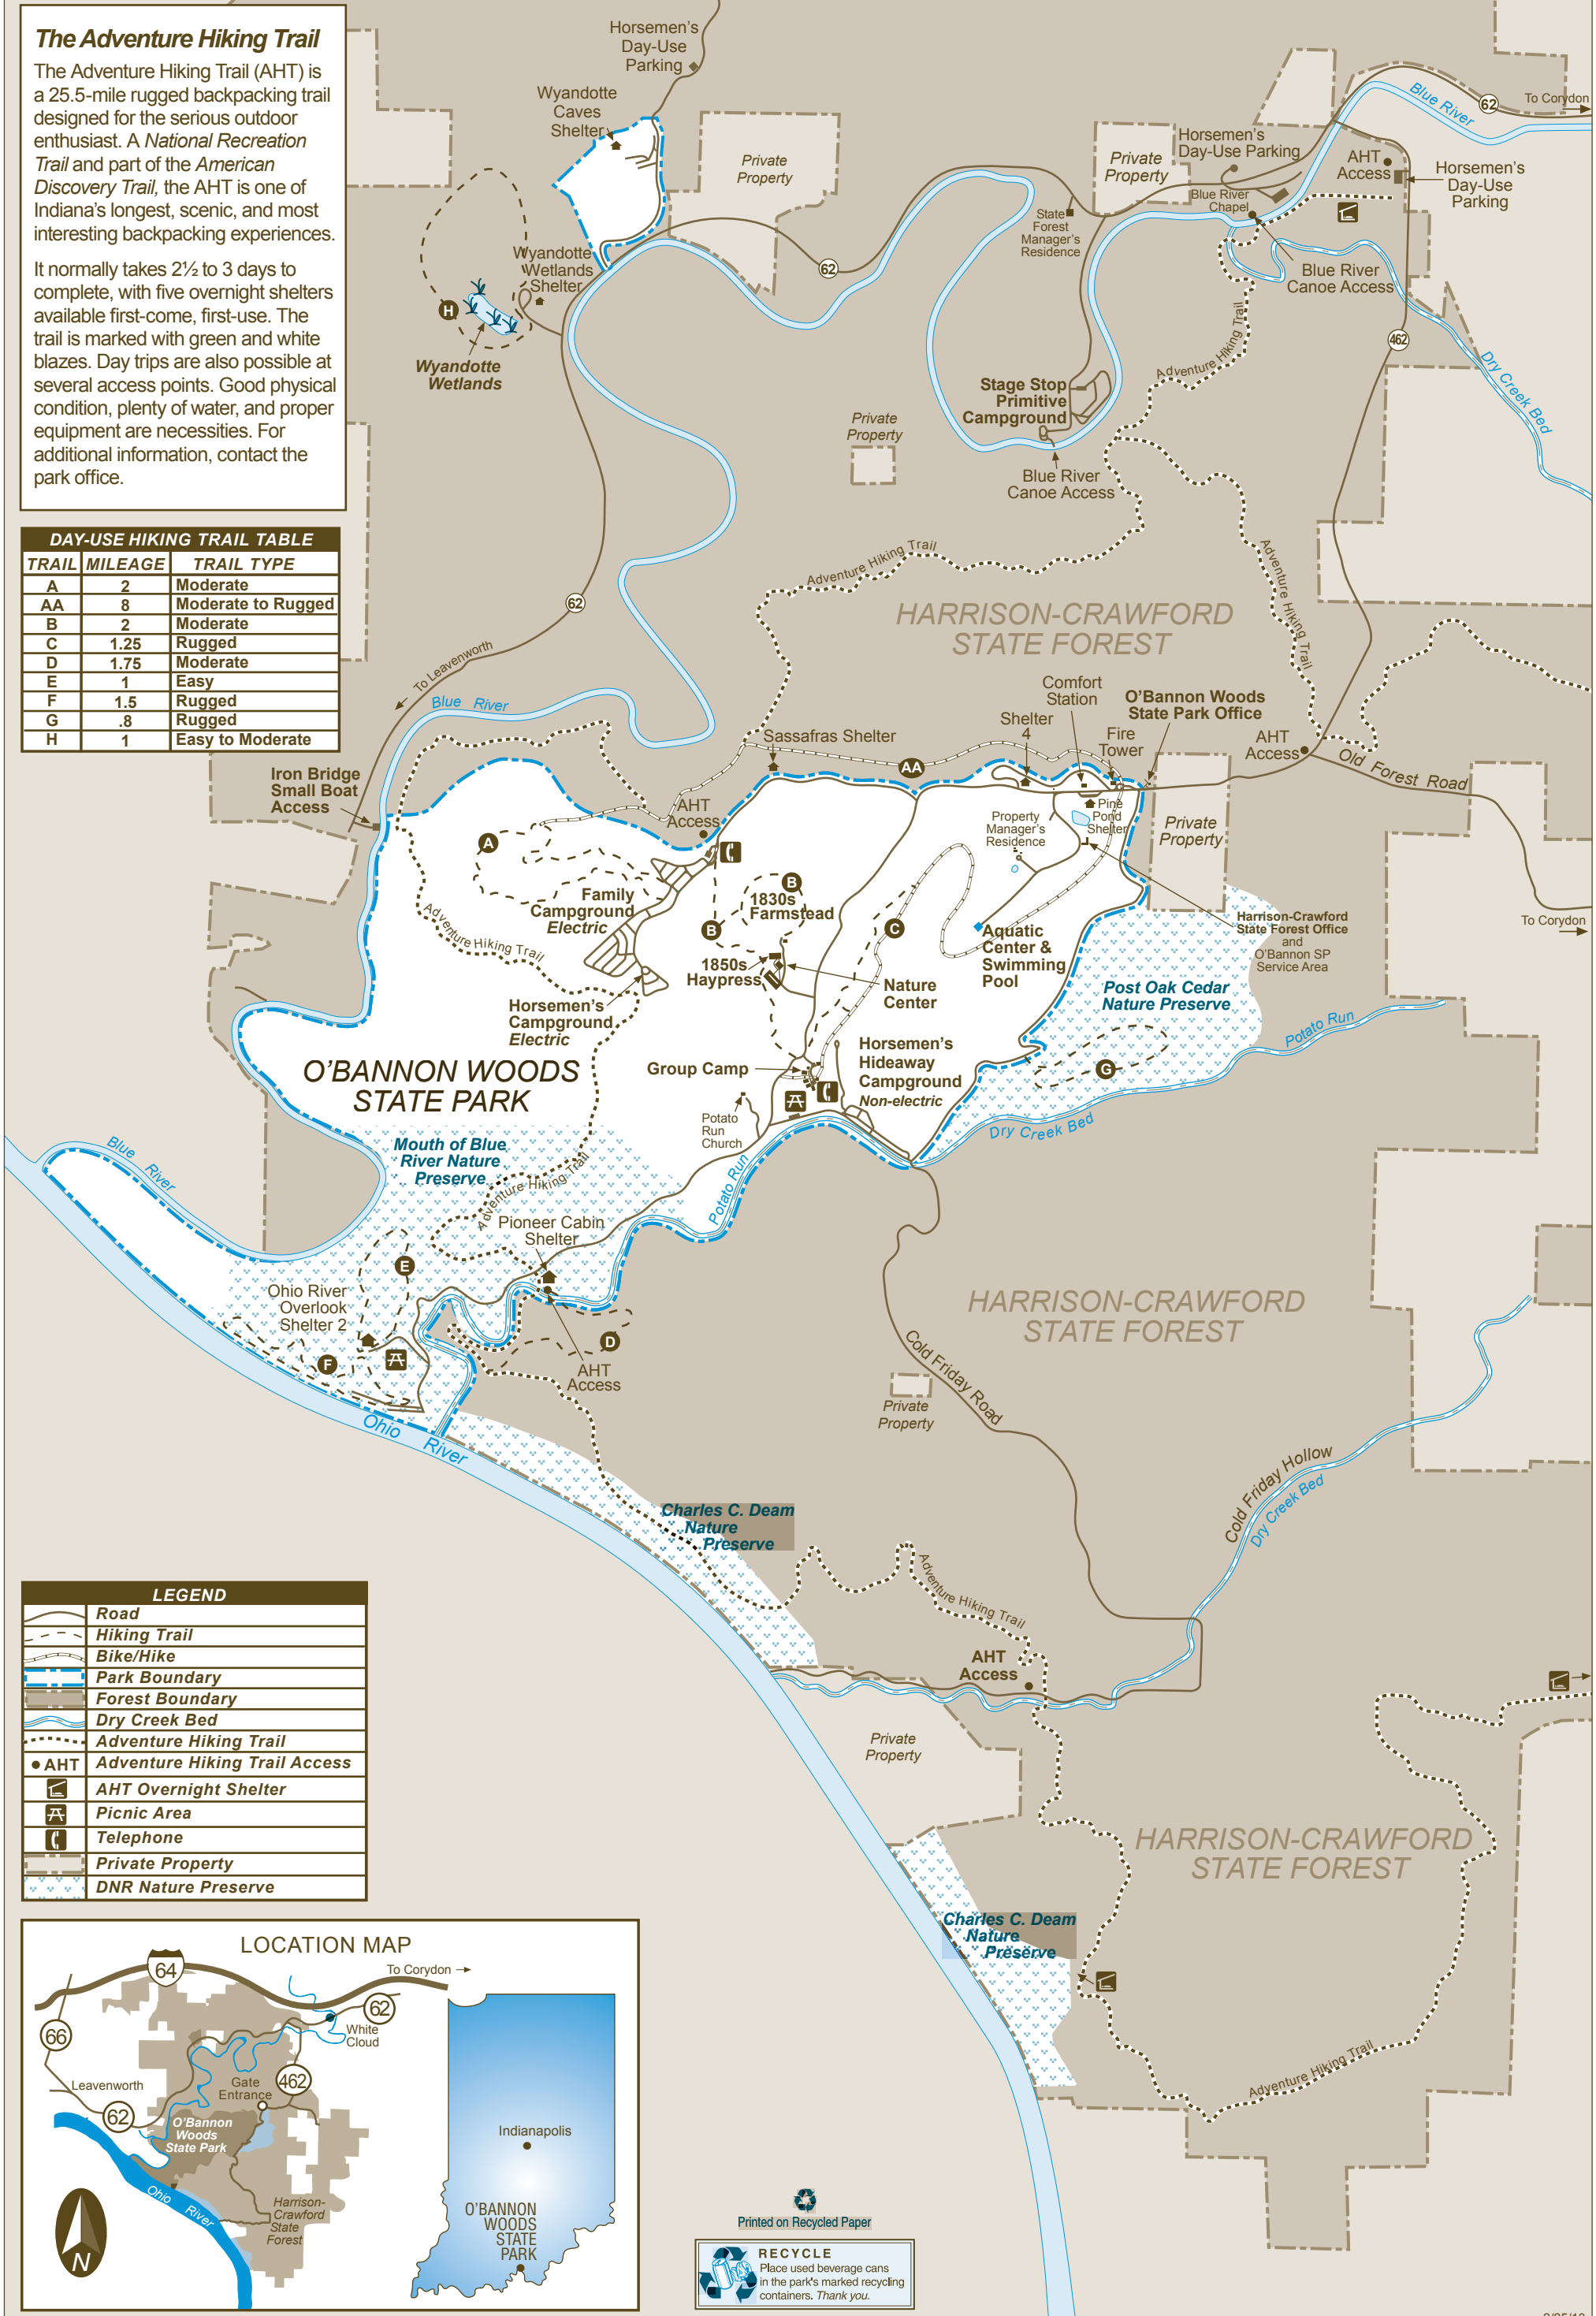 The Adventure Hiking Trail
The Adventure Hiking Trail (AHT) is
a 25.5-mile rugged backpacking trail
designed for the serious outdoor
enthusiast. A National Recreation
Trail and part of the American
Discovery Trail, the AHT is one of
Indiana's longest, scenic, and most
interesting backpacking experiences.
It normally takes 2½ to 3 days to
complete, with five overnight shelters
available first-come, first-use. The
trail is marked with green and white
blazes. Day trips are also possible at
several access points. Good physical
condition, plenty of water, and proper
equipment are necessities. For
additional information, contact the
park office.
DAY-USE HIKING TRAIL TABLE
TRAIL MILEAGE TRAIL TYPE
A 2 Moderate
AA 8 Moderate to Rugged
B 2 Moderate
C 1.25 Rugged
D 1.75 Moderate
E 1 Easy
F 1.5 Rugged
G .8 Rugged
H 1 Easy to Moderate
Horsemen's
Day-Use
Parking
Wyandotte
Caves
Shelter
Private
Property
Wyandotte
Wetlands
Shelter
H
Wyandotte
Wetlands
62
State
Forest
Manager's
Residence
Private
Property
Horsemen's
Day-Use Parking
Blue River
Chapel
Blue River
62
To Corydon
AHT
Access
Horsemen's
Day-Use
Parking
Blue River
Canoe Access
462
Dry Creek Bed
Adventure Hiking Trail
Stage Stop
Primitive
Campground
Private
Property
Blue River
Canoe Access
Adventure Hiking Trail
Adventure Hiking Trail
62
To Leavenworth
Blue River
HARRISON-CRAWFORD
STATE FOREST
Comfort
Station
O'Bannon Woods
State Park Office
Shelter
4
Fire
Tower
AHT
Access
Old Forest Road
Sassafras Shelter
AA
Iron Bridge
Small Boat
Access
AHT
Access
Property
Manager's
Residence
Pine
Pond
Shelter
Private
Property
A
Family
Campground
Electric
B
1830s
Farmstead
B
C
Adventure Hiking Trail
1850s
Haypress
Nature
Center
Aquatic
Center &
Swimming
Pool
Harrison-Crawford
State Forest Office
and
O'Bannon SP
Service Area
To Corydon
Horsemen's
Campground
Electric
Post Oak Cedar
Nature Preserve
Potato Run
O'BANNON WOODS
STATE PARK
Group Camp
Horsemen's
Hideaway
Campground
Non-electric
G
Potato
Run
Church
Dry Creek Bed
Blue River
Mouth of Blue
River Nature
Preserve
Adventure Hiking Trail
Potato Run
Pioneer Cabin
Shelter
E
Ohio River
Overlook
Shelter 2
F
D
AHT
Access
Ohio River
HARRISON-CRAWFORD
STATE FOREST
Cold Friday Road
Private
Property
Cold Friday Hollow
Dry Creek Bed
Charles C. Deam
Nature
Preserve
Adventure Hiking Trail
AHT
Access
Private
Property
HARRISON-CRAWFORD
STATE FOREST
Charles C. Deam
Nature
Preserve
Adventure Hiking Trail
LEGEND
Road
Hiking Trail
Bike/Hike
Park Boundary
Forest Boundary
Dry Creek Bed
Adventure Hiking Trail
AHT Adventure Hiking Trail Access
AHT Overnight Shelter
Picnic Area
Telephone
Private Property
DNR Nature Preserve
LOCATION MAP
64
To Corydon
62
66
White
Cloud
Leavenworth
Gate
Entrance
462
62
O'Bannon
Woods
State Park
Ohio River
Harrison-
Crawford
State
Forest
N
Indianapolis
O'BANNON
WOODS
STATE
PARK
Printed on Recycled Paper
RECYCLE
Place used beverage cans
in the park's marked recycling
containers. Thank you.